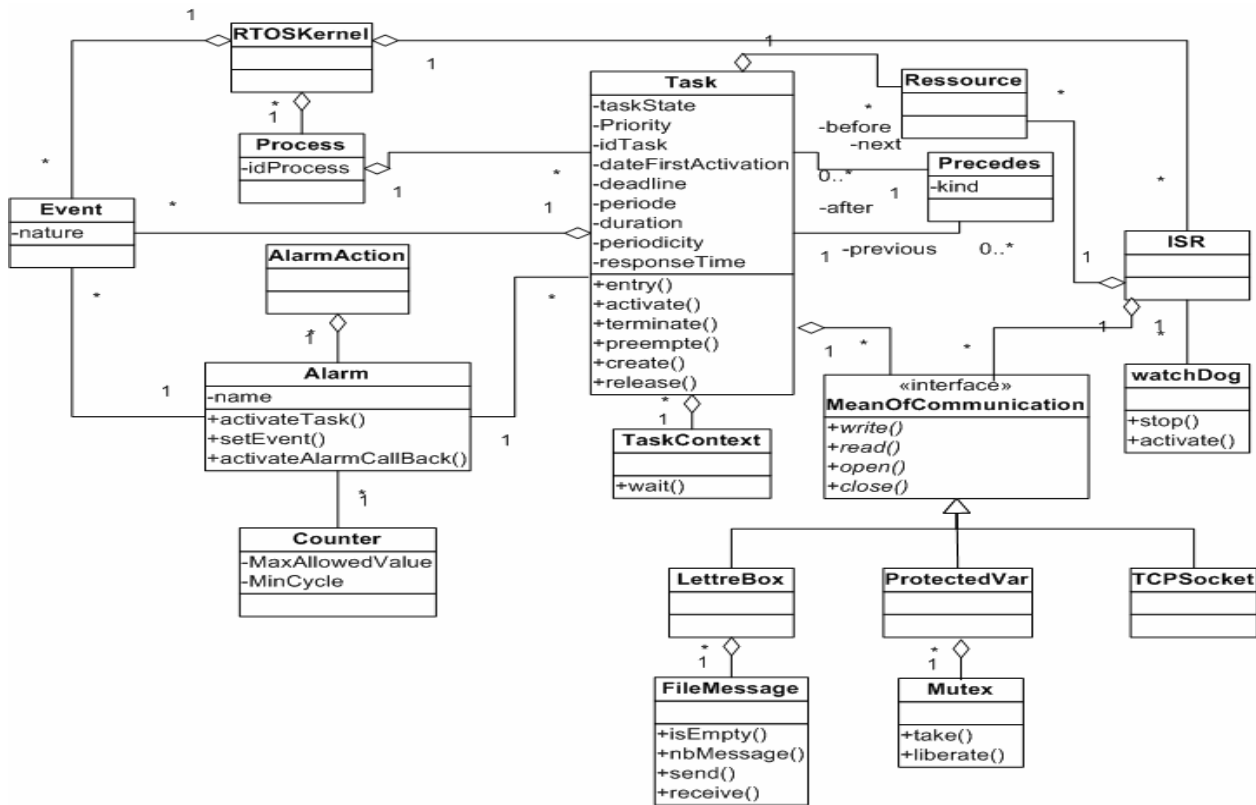 1
RTOSKernel
1
1
*
1
Process
-idProcess
1
*
*
Event
-nature
*
1
*
1
AlarmAction
*
1
Alarm
-name
+activateTask()
+setEvent()
+activateAlarmCallBack()
1
*
*
1
Counter
-MaxAllowedValue
-MinCycle
Task
-taskState
-Priority
-idTask
-dateFirstActivation
-deadline
-periode
-duration
-periodicity
-responseTime
+entry()
+activate()
+terminate()
+preempte()
+create()
+release()
*
1
TaskContext
+wait()
1
*
Ressource
*
-before
-next
0..*
1
Precedes
-kind
-after
1
-previous
0..*
*
1
ISR
1
*
1
*
1
*
watchDog
+stop()
+activate()
«interface»
MeanOfCommunication
+write()
+read()
+open()
+close()
LettreBox
ProtectedVar
TCPSocket
*
1
*
1
FileMessage
+isEmpty()
+nbMessage()
+send()
+receive()
Mutex
+take()
+liberate()